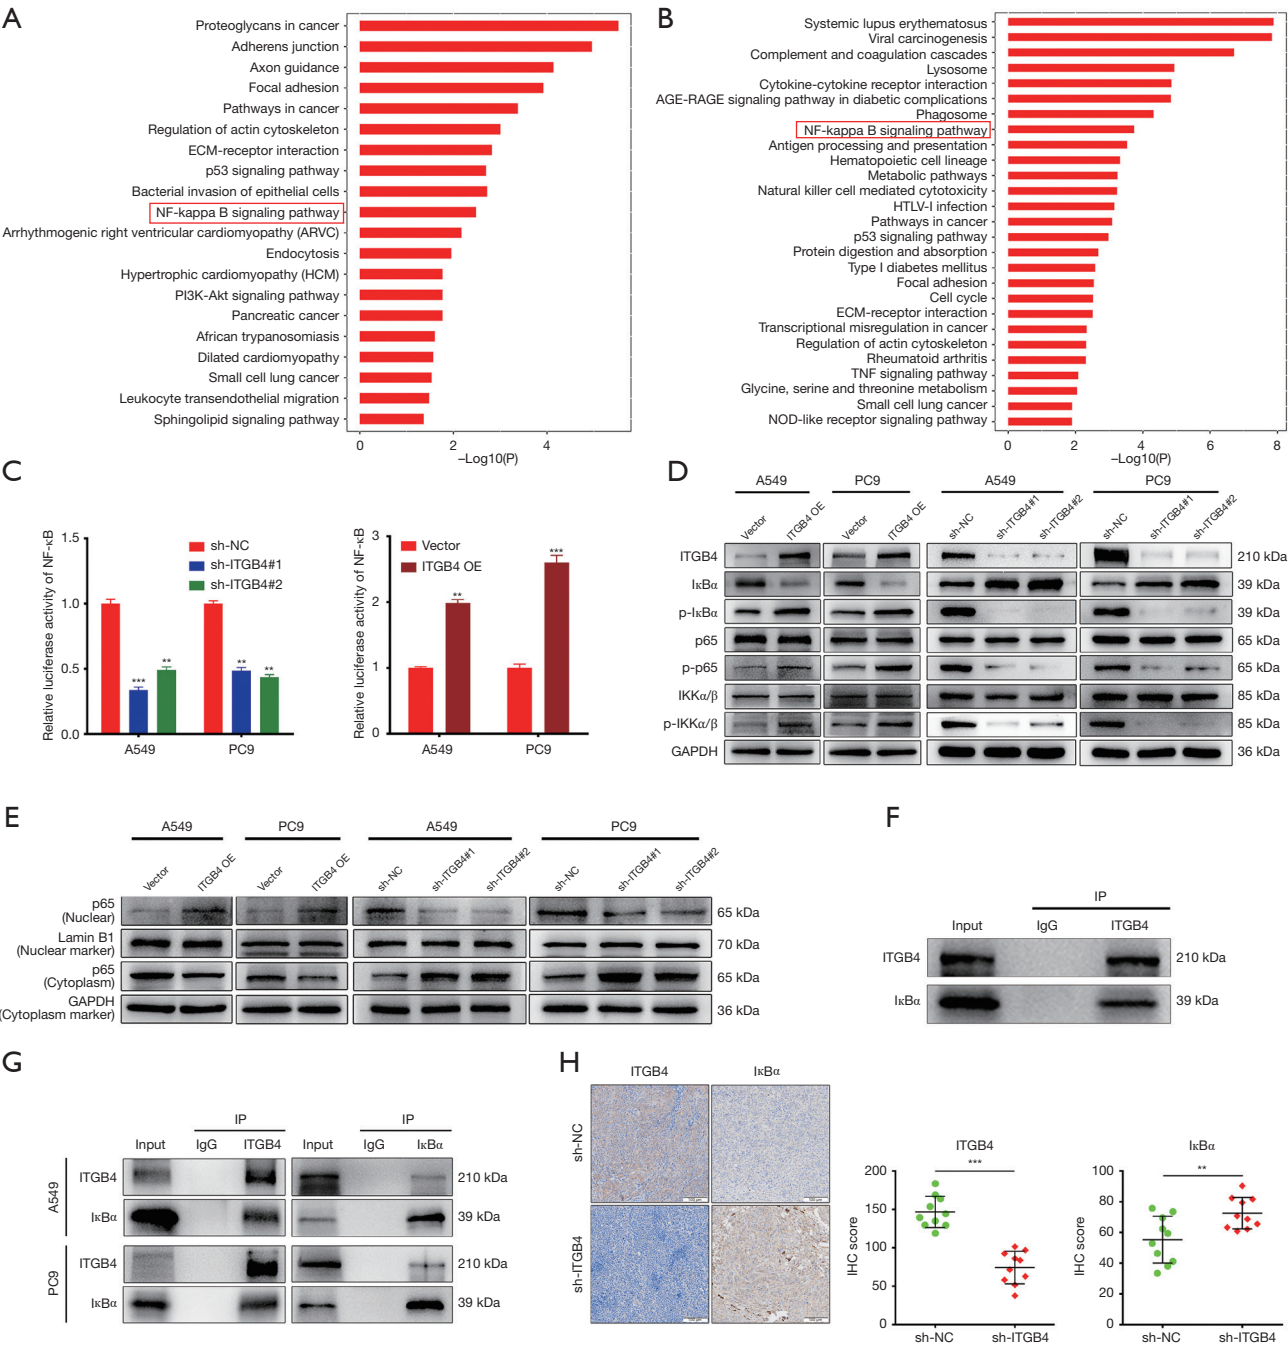 A
Proteoglycans in cancer
Adherens junction
Axon guidance
Focal adhesion
Pathways in cancer
Regulation of actin cytoskeleton
ECM-receptor interaction
p53 signaling pathway
Bacterial invasion of epithelial cells
NF-kappa B signaling pathway
Arrhythmogenic right ventricular cardiomyopathy (ARVC)
Endocytosis
Hypertrophic cardiomyopathy (HCM)
PI3K-Akt signaling pathway
Pancreatic cancer
African trypanosomiasis
Dilated cardiomyopathy
Small cell lung cancer
Leukocyte transendothelial migration
Sphingolipid signaling pathway
0 2 4
–Log10(P)
B
Systemic lupus erythematosus
Viral carcinogenesis
Complement and coagulation cascades
Lysosome
Cytokine-cytokine receptor interaction
AGE-RAGE signaling pathway in diabetic complications
Phagosome
NF-kappa B signaling pathway
Antigen processing and presentation
Hematopoietic cell lineage
Metabolic pathways
Natural killer cell mediated cytotoxicity
HTLV-I infection
Pathways in cancer
p53 signaling pathway
Protein digestion and absorption
Type I diabetes mellitus
Focal adhesion
Cell cycle
ECM-receptor interaction
Transcriptional misregulation in cancer
Regulation of actin cytoskeleton
Rheumatoid arthritis
TNF signaling pathway
Glycine, serine and threonine metabolism
Small cell lung cancer
NOD-like receptor signaling pathway
0 2 4 6 8
–Log10(P)
C
Relative luciferase activity of NF-κB
1.5
1.0
0.5
0.0
sh-NC
sh-ITGB4#1
sh-ITGB4#2
*** ** ** **
A549 PC9
Relative luciferase activity of NF-κB
3
2
1
0
Vector
ITGB4 OE
** ***
A549 PC9
D
A549 PC9 A549 PC9
Vector ITGB4 OE Vector ITGB4 OE sh-NC sh-ITGB4#1 sh-ITGB4#2 sh-NC sh-ITGB4#1 sh-ITGB4#2
ITGB4 210 kDa
IκBα 39 kDa
p-IκBα 39 kDa
p65 65 kDa
p-p65 65 kDa
IKKα/β 85 kDa
p-IKKα/β 85 kDa
GAPDH 36 kDa
E
A549 PC9 A549 PC9
Vector ITGB4 OE Vector ITGB4 OE sh-NC sh-ITGB4#1 sh-ITGB4#2 sh-NC sh-ITGB4#1 sh-ITGB4#2
p65
(Nuclear) 65 kDa
Lamin B1
(Nuclear marker) 70 kDa
p65
(Cytoplasm) 65 kDa
GAPDH
(Cytoplasm marker) 36 kDa
F
IP
Input IgG ITGB4
ITGB4 210 kDa
IκBα 39 kDa
G
IP IP
Input IgG ITGB4 Input IgG IκBα
A549
ITGB4 210 kDa
IκBα 39 kDa
PC9
ITGB4 210 kDa
IκBα 39 kDa
H
ITGB4 IκBα
sh-NC
sh-ITGB4
ITGB4
***
IHC score
200
150
100
50
0
sh-NC sh-ITGB4
IκBα
**
IHC score
100
80
60
40
20
0
sh-NC sh-ITGB4